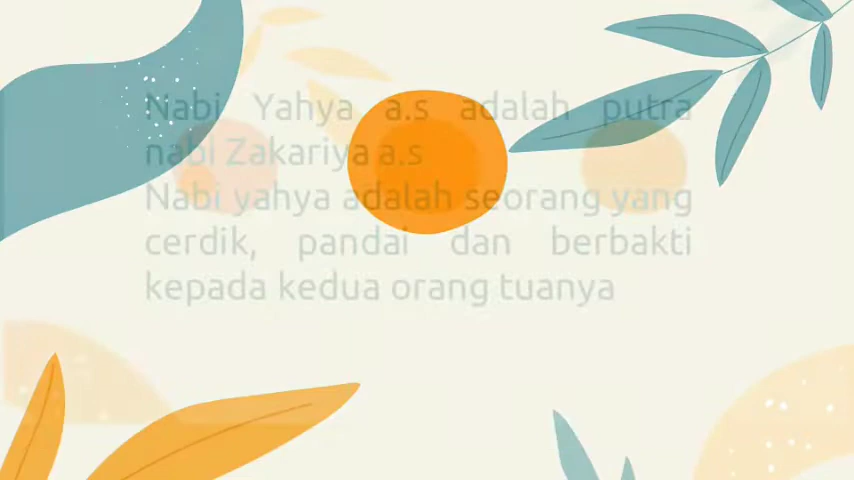 Nabi Yahya a.s adalah putra
nabi Zakariya a.s
Nabi yahya adalah seorang yang
cerdik, pandai dan berbakti
kepada kedua orang tuanya